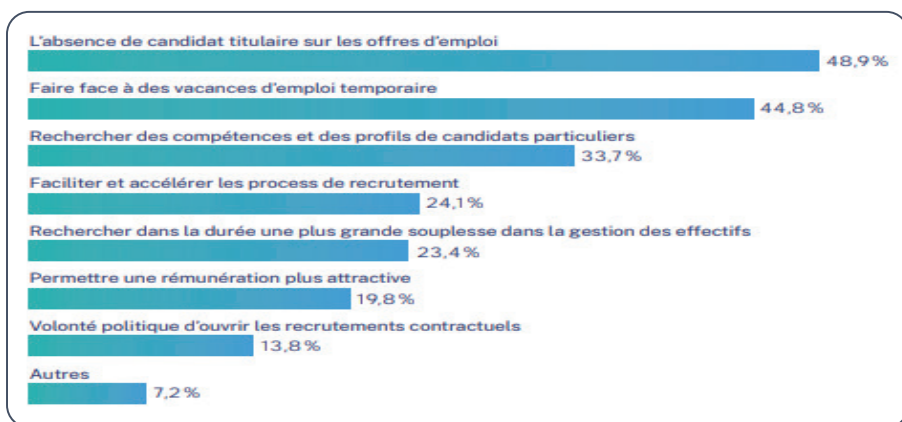 L'absence de candidat titulaire sur les offres d'emploi
48,9%
Faire face à des vacances d'emploi temporaire
44,8%
Rechercher des compétences et des profils de candidats particuliers
33,7%
Faciliter et accélérer les process de recrutement
24,1%
Rechercher dans la durée une plus grande souplesse dans la gestion des effectifs
23,4%
Permettre une rémunération plus attractive
19,8%
Volonté politique d'ouvrir les recrutements contractuels
13,8%
Autres
7,2%